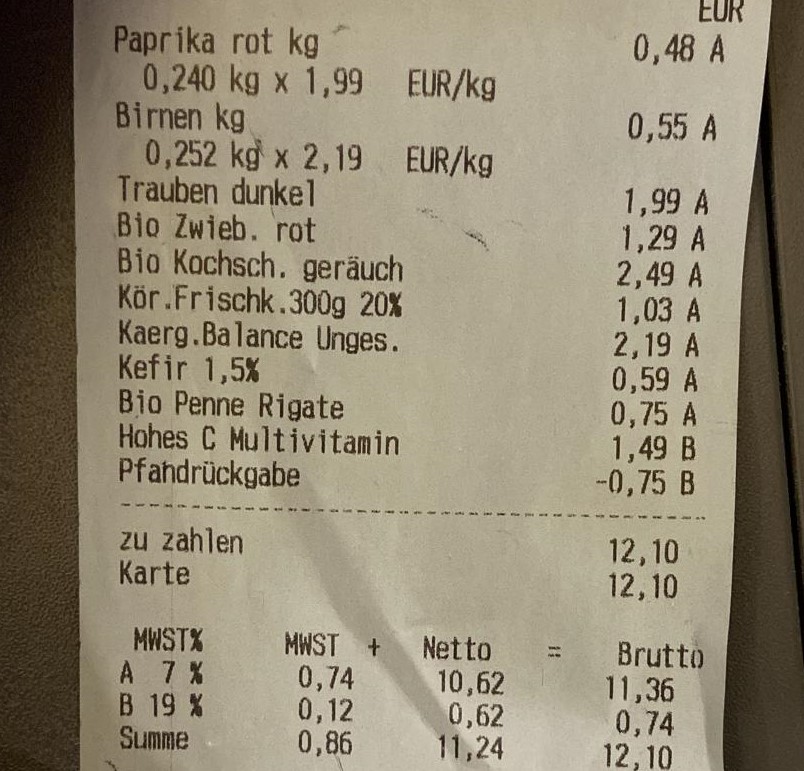 EUR
Paprika rot kg 0,48 A
0,240 kg x 1,99 EUR/kg
Birnen kg 0,55 A
0,252 kg x 2,19 EUR/kg
Trauben dunkel 1,99 A
Bio Zwieb. rot 1,29 A
Bio Kochsch. geräuch 2,49 A
Kör.Frischk.300g 20% 1,03 A
Kaerg.Balance Unges. 2,19 A
Kefir 1,5% 0,59 A
Bio Penne Rigate 0,75 A
Hohes C Multivitamin 1,49 B
Pfandrückgabe -0,75 B
zu zahlen 12,10
Karte 12,10
MWST% MWST + Netto = Brutto
A 7 % 0,74 10,62 11,36
B 19 % 0,12 0,62 0,74
Summe 0,86 11,24 12,10